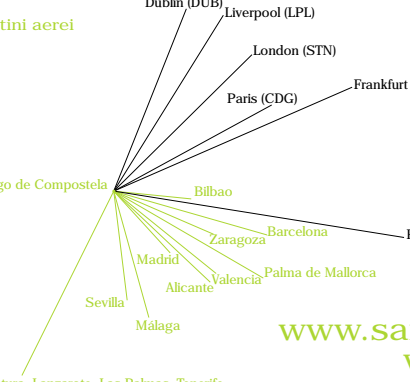 Dublin (DUB)
Liverpool (LPL)
tini aerei
London (STN)
Frankfurt
Paris (CDG)
go de Compostela
Bilbao
Barcelona
Zaragoza
Madrid
Palma de Mallorca
Valencia
Alicante
Sevilla
Málaga
www.sa
Lanzarote, Las Palmas, Tenerife